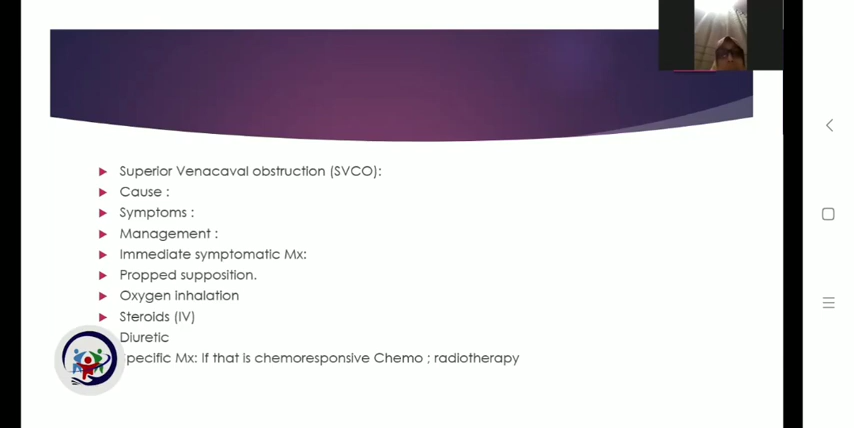 Superior Venacaval obstruction (SVCO):
Cause :
Symptoms :
Management :
Immediate symptomatic Mx:
Propped supposition.
Oxygen inhalation
Steroids (IV)
Diuretic
Specific Mx: If that is chemoresponsive Chemo ; radiotherapy